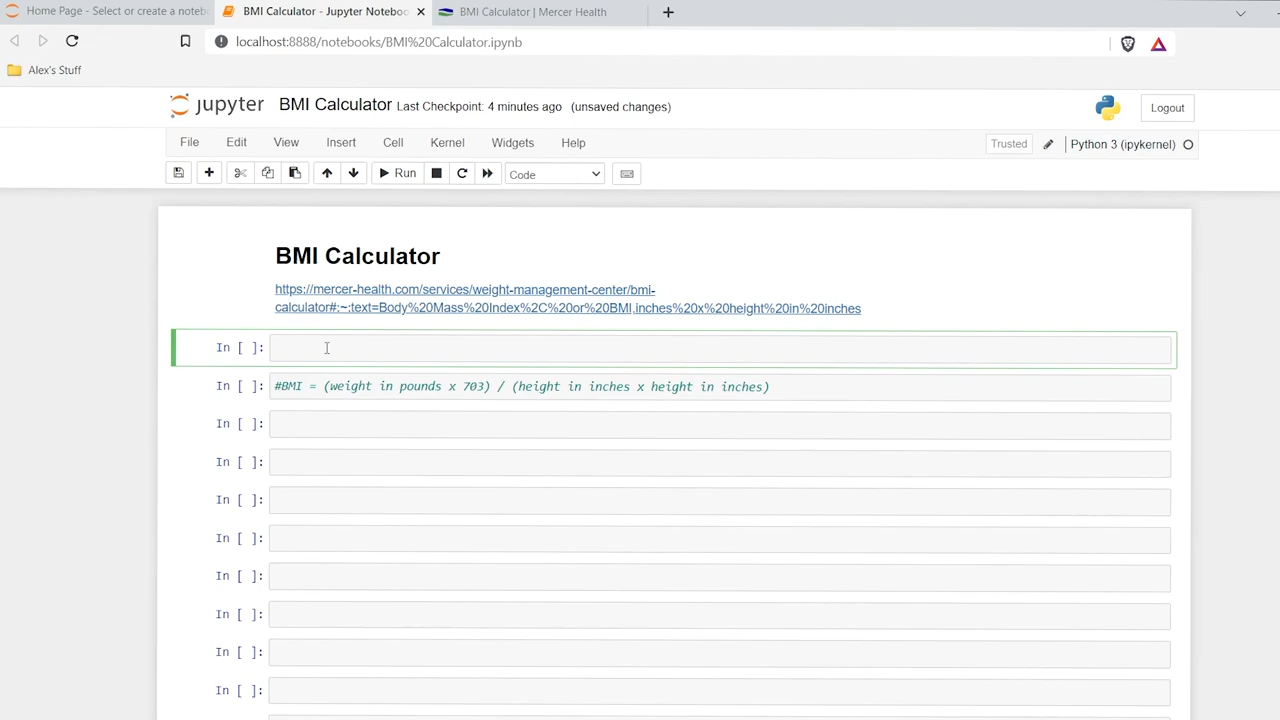 Home Page - Select or create a noteb
BMI Calculator - Jupyter Noteboo
BMI Calculator | Mercer Health
localhost:8888/notebooks/BMI%20Calculator.ipynb
Alex's Stuff
jupyter BMI Calculator Last Checkpoint: 4 minutes ago (unsaved changes)
Logout
File Edit View Insert Cell Kernel Widgets Help
Trusted
Python 3 (ipykernel)
Run
Code
BMI Calculator
https://mercer-health.com/services/weight-management-center/bmi-
calculator#:~:text=Body%20Mass%20Index%2C%20or%20BMI,inches%20x%20height%20in%20inches
In [ ]:
In [ ]: #BMI = (weight in pounds x 703) / (height in inches x height in inches)
In [ ]:
In [ ]:
In [ ]:
In [ ]:
In [ ]:
In [ ]:
In [ ]:
In [ ]: